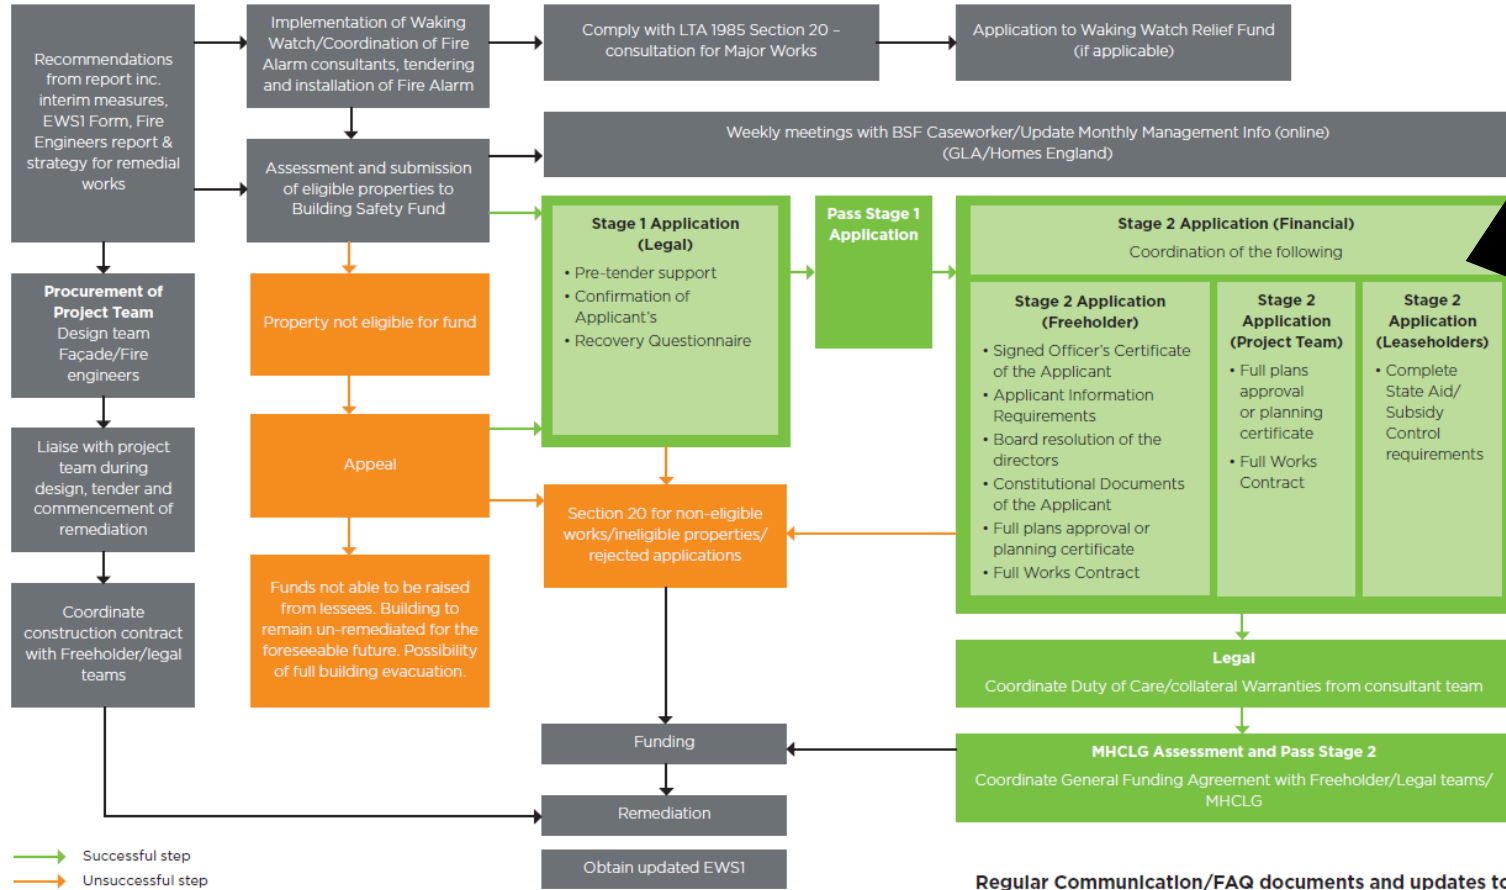 Recommendations
from report inc.
interim measures,
EWS1 Form, Fire
Engineers report &
strategy for remedial
works
Implementation of Waking
Watch/Coordination of Fire
Alarm consultants, tendering
and installation of Fire Alarm
Comply with LTA 1985 Section 20 –
consultation for Major Works
Application to Waking Watch Relief Fund
(if applicable)
Weekly meetings with BSF Caseworker/Update Monthly Management Info (online)
(GLA/Homes England)
Assessment and submission
of eligible properties to
Building Safety Fund
Stage 1 Application
(Legal)
• Pre-tender support
• Confirmation of
Applicant's
• Recovery Questionnaire
Pass Stage 1
Application
Stage 2 Application (Financial)
Coordination of the following
Stage 2 Application
(Freeholder)
• Signed Officer's Certificate
of the Applicant
• Applicant Information
Requirements
• Board resolution of the
directors
• Constitutional Documents
of the Applicant
• Full plans approval or
planning certificate
• Full Works Contract
Stage 2
Application
(Project Team)
• Full plans
approval
or planning
certificate
• Full Works
Contract
Stage 2
Application
(Leaseholders)
• Complete
State Aid/
Subsidy
Control
requirements
Procurement of
Project Team
Design team
Façade/Fire
engineers
Property not eligible for fund
Liaise with project
team during
design, tender and
commencement of
remediation
Appeal
Section 20 for non-eligible
works/ineligible properties/
rejected applications
Coordinate
construction contract
with Freeholder/legal
teams
Funds not able to be raised
from lessees. Building to
remain un-remediated for the
foreseeable future. Possibility
of full building evacuation.
Legal
Coordinate Duty of Care/collateral Warranties from consultant team
Funding
MHCLG Assessment and Pass Stage 2
Coordinate General Funding Agreement with Freeholder/Legal teams/
MHCLG
Remediation
Obtain updated EWS1
Successful step
Unsuccessful step
Regular Communication/FAQ documents and updates to